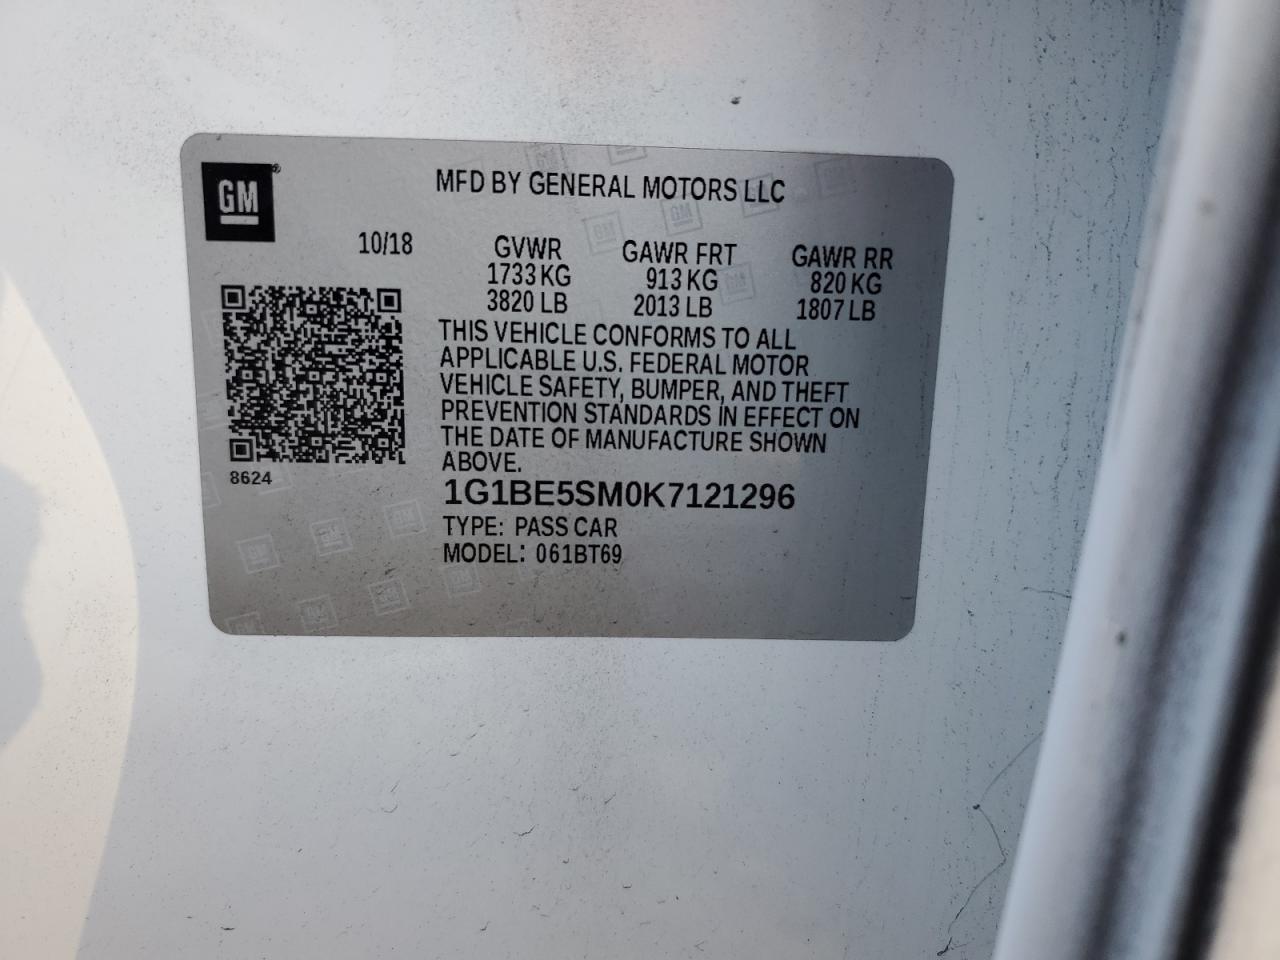 GM
MFD BY GENERAL MOTORS LLC
10/18 GVWR GAWR FRT GAWR RR
1733 KG 913 KG 820 KG
3820 LB 2013 LB 1807 LB
THIS VEHICLE CONFORMS TO ALL
APPLICABLE U.S. FEDERAL MOTOR
VEHICLE SAFETY, BUMPER, AND THEFT
PREVENTION STANDARDS IN EFFECT ON
THE DATE OF MANUFACTURE SHOWN
ABOVE.
8624
1G1BE5SM0K7121296
TYPE: PASS CAR
MODEL: 061BT69